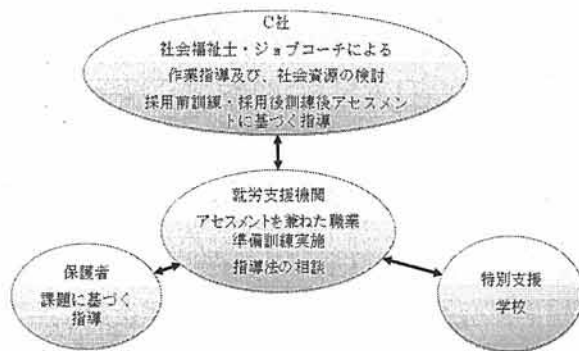 C社
社会福祉士・ジョブコーチによる
作業指導及び、社会資源の検討
採用前訓練・採用後訓練後アセスメン
トに基づく指導
就労支援機関
アセスメントを兼ねた職業
準備訓練実施
指導法の相談
保護者
課題に基づく
指導
特別支援
学校